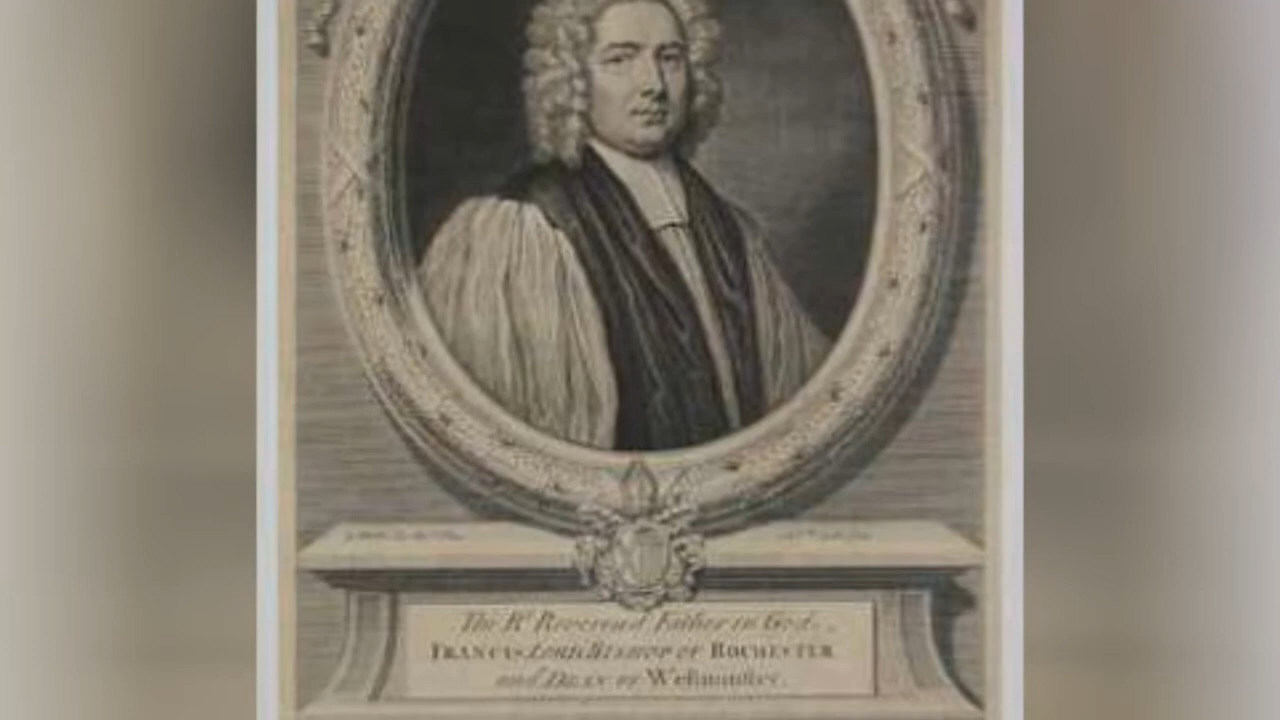 The Rt Reverend Father in God
FRANCIS Lord Bishop of ROCHESTER
and Dean of Westminster.